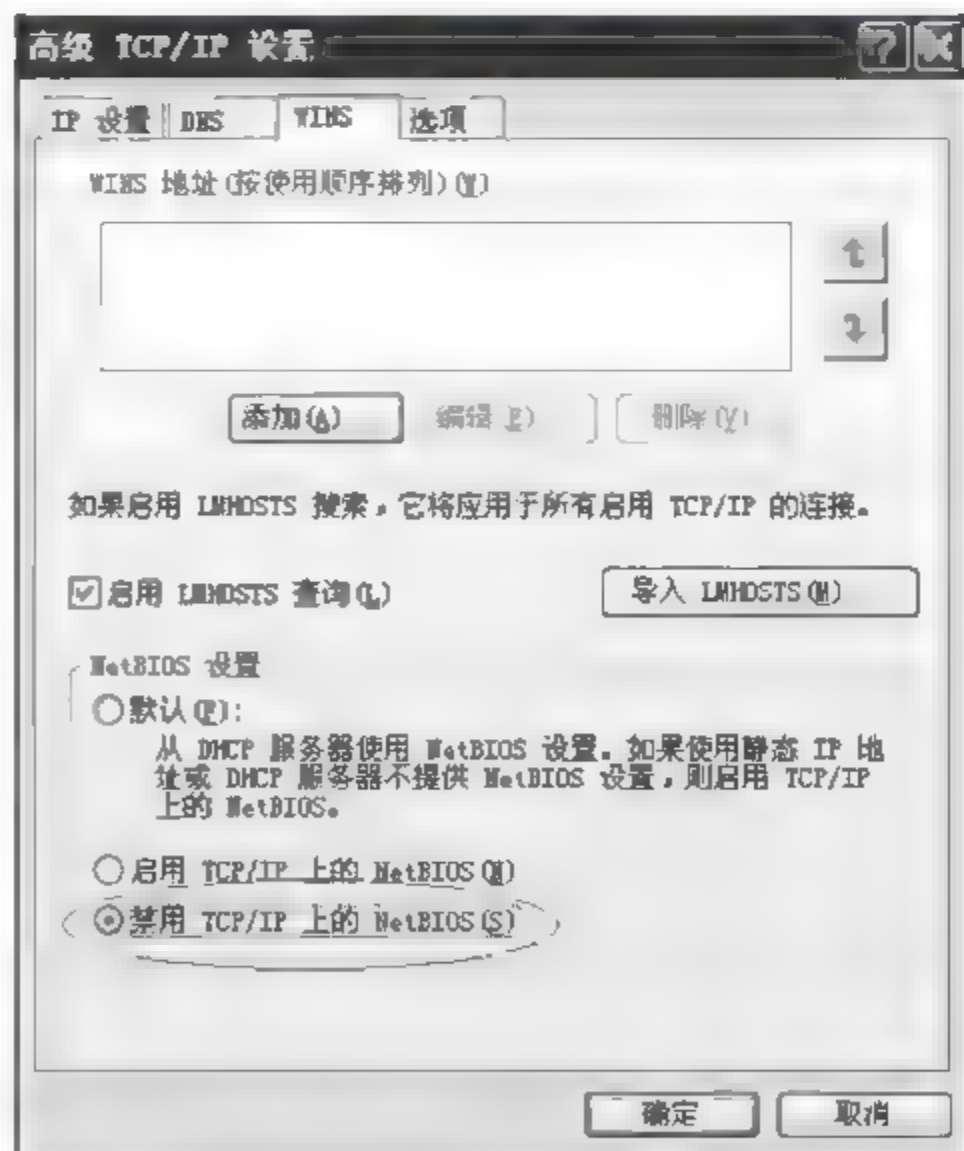 高级 TCP/IP 设置
IP 设置 DNS WINS 选项
WINS 地址(按使用顺序排列)(W)
添加(A) 编辑(E) 删除(V)
如果启用 LMHOSTS 搜索,它将应用于所有启用 TCP/IP 的连接。
启用 LMHOSTS 查询(L) 导入 LMHOSTS(M)
NetBIOS 设置
默认(F):
从 DHCP 服务器使用 NetBIOS 设置。如果使用静态 IP 地
址或 DHCP 服务器不提供 NetBIOS 设置,则启用 TCP/IP
上的 NetBIOS。
启用 TCP/IP 上的 NetBIOS(N)
禁用 TCP/IP 上的 NetBIOS(S)
确定 取消